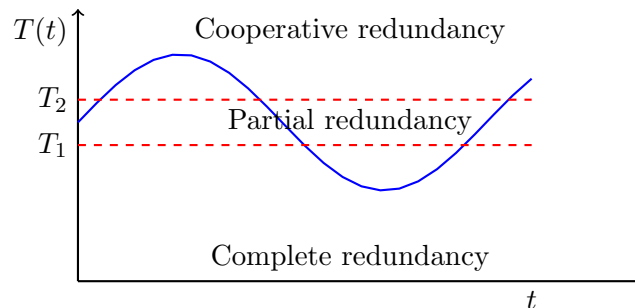 Cooperative redundancy
T(t)
T₂
Partial redundancy
T₁
Complete redundancy
t